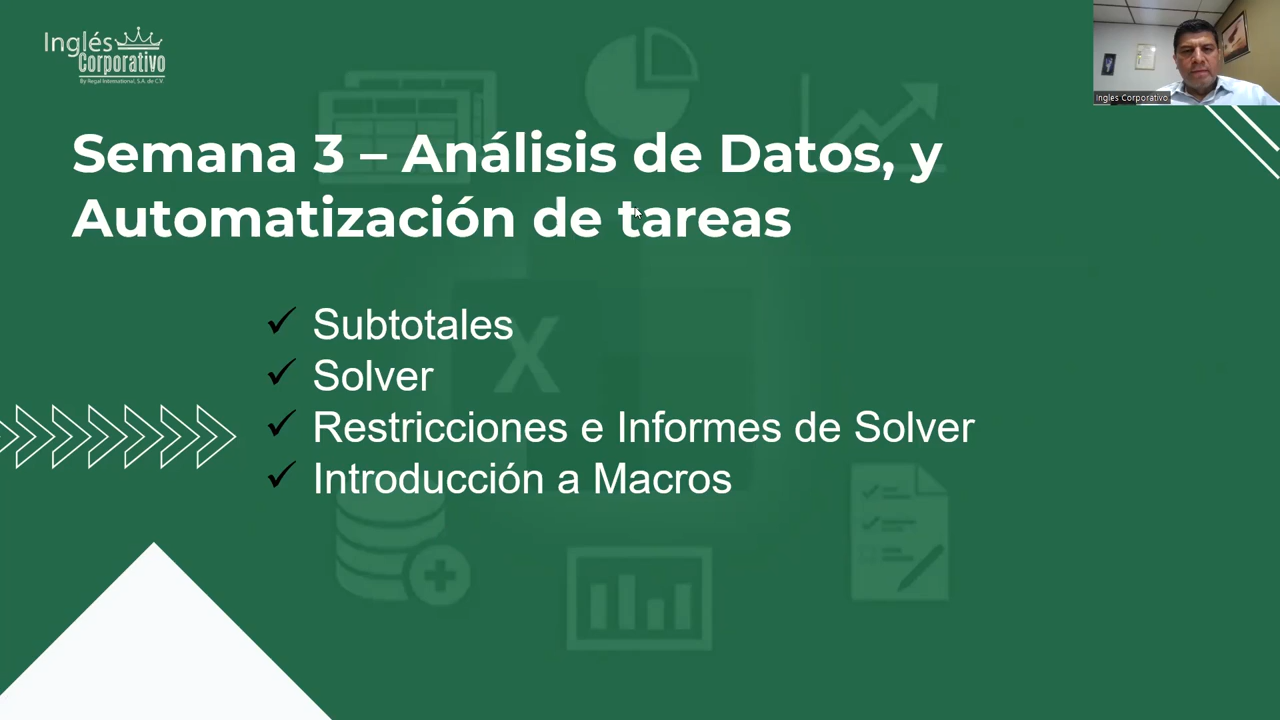 Inglés
Corporativo
By Regal International, S.A. de C.V.
Ingles Corporativo
Semana 3 – Análisis de Datos, y
Automatización de tareas
✓ Subtotales
✓ Solver
✓ Restricciones e Informes de Solver
✓ Introducción a Macros
X